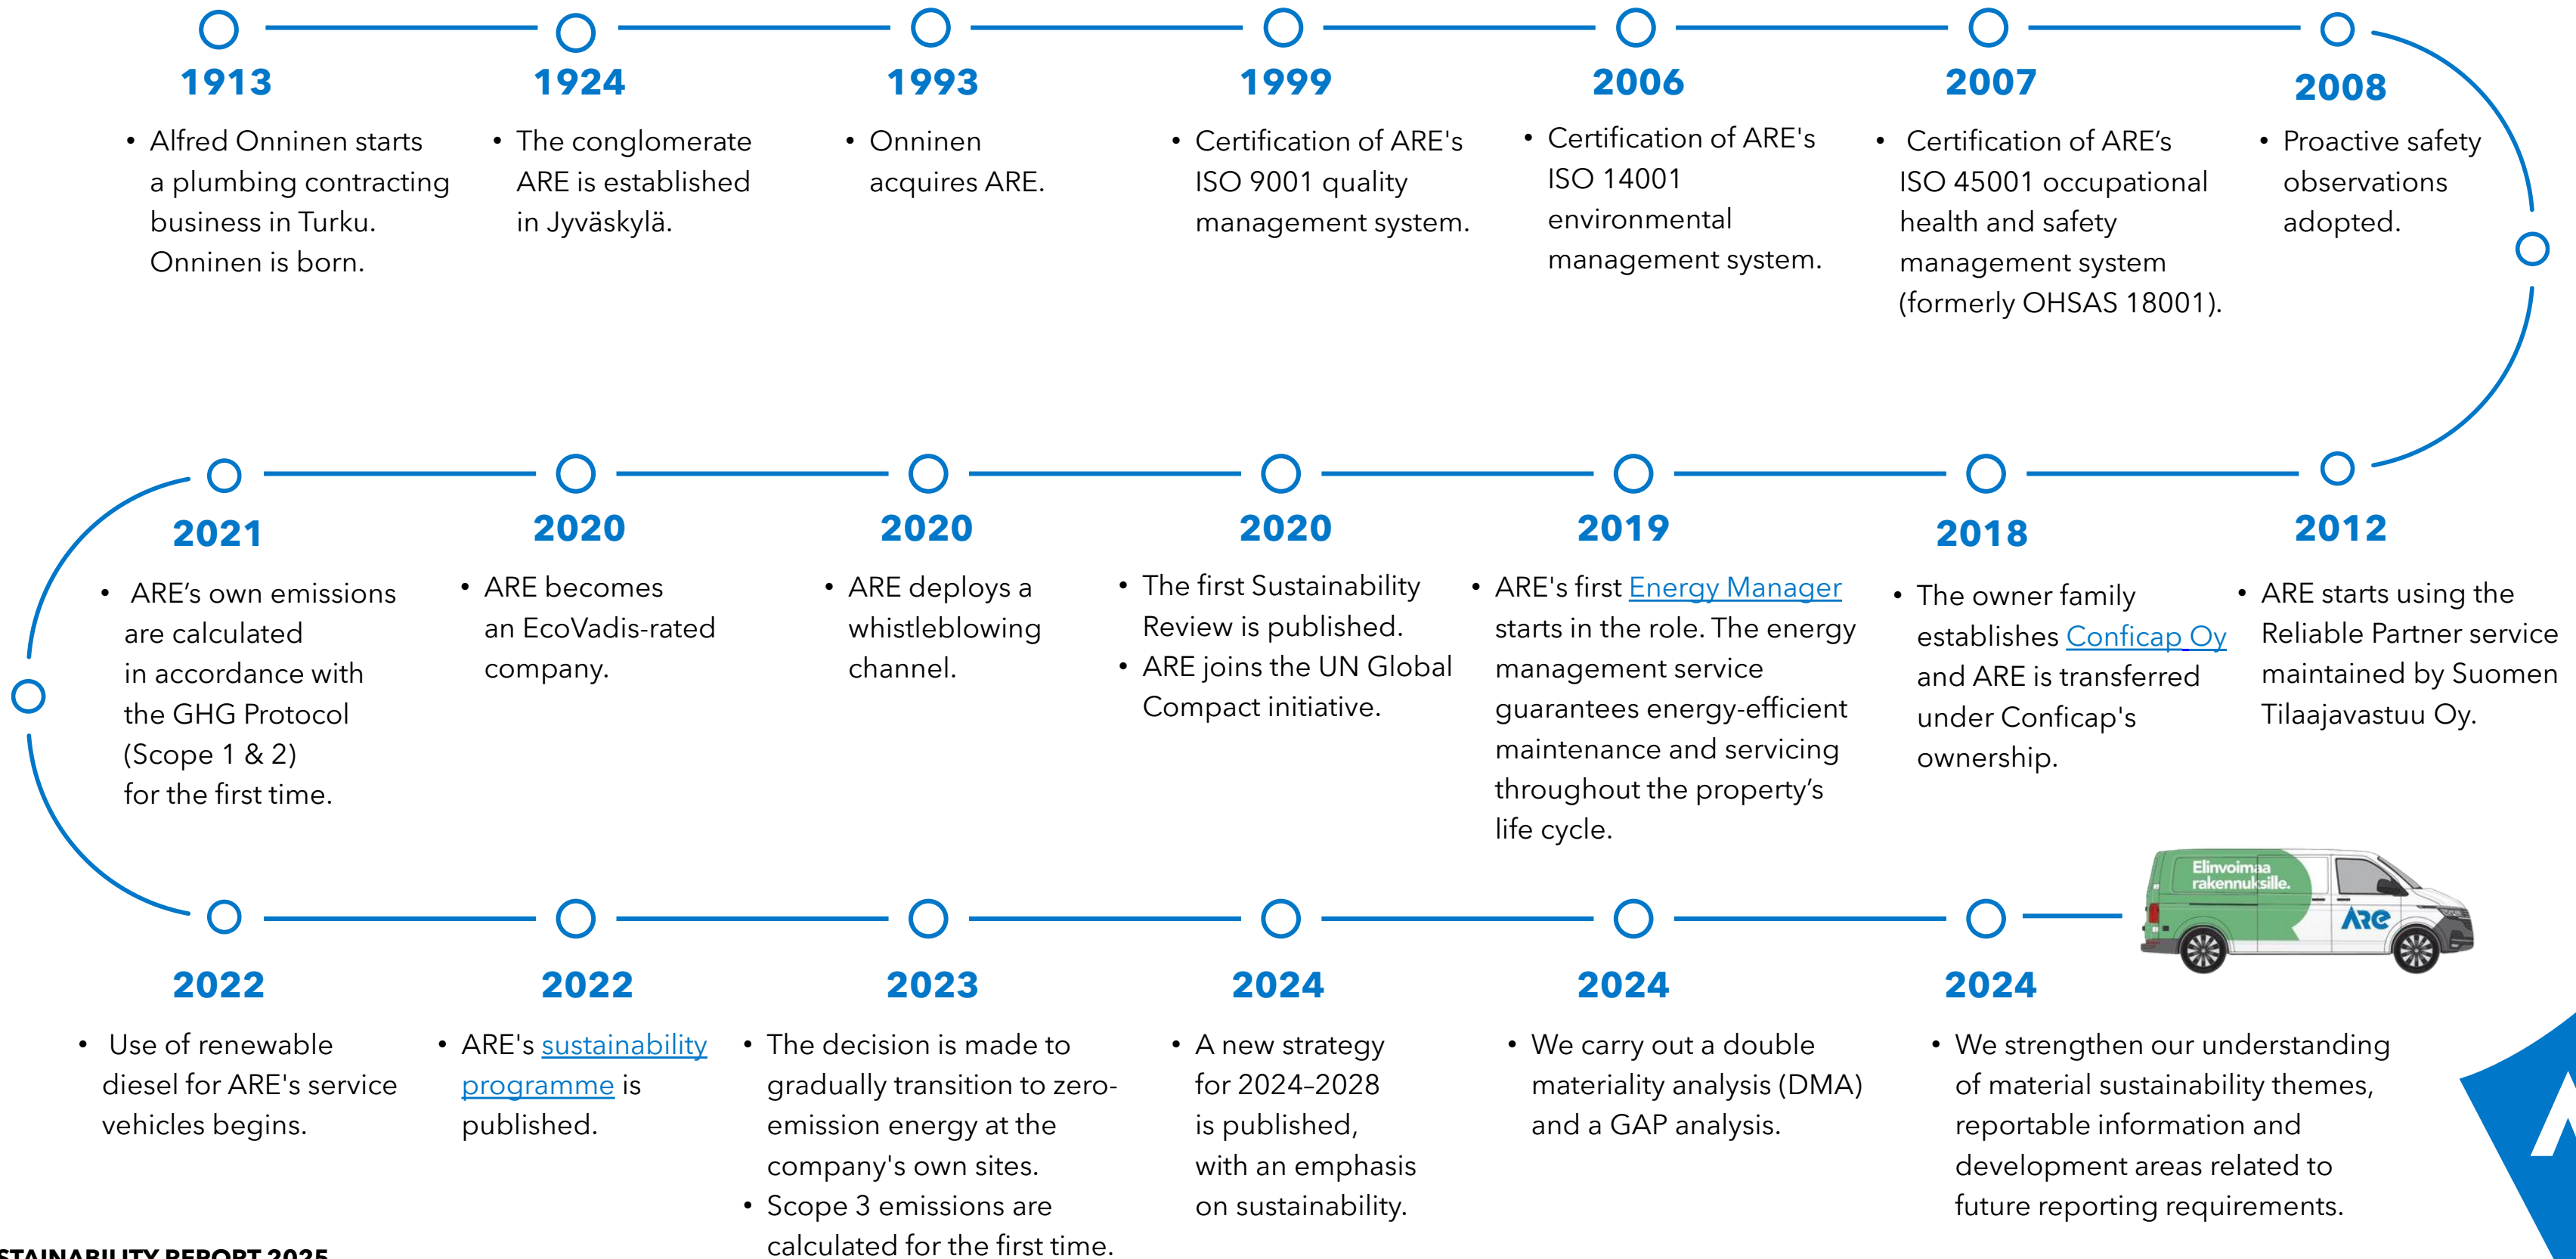 1913
• Alfred Onninen starts
a plumbing contracting
business in Turku.
Onninen is born.
1924
• The conglomerate
ARE is established
in Jyväskylä.
1993
• Onninen
acquires ARE.
1999
• Certification of ARE's
ISO 9001 quality
management system.
2006
• Certification of ARE's
ISO 14001
environmental
management system.
2007
• Certification of ARE’s
ISO 45001 occupational
health and safety
management system
(formerly OHSAS 18001).
2008
• Proactive safety
observations
adopted.
2012
• ARE starts using the
Reliable Partner service
maintained by Suomen
Tilaajavastuu Oy.
2018
• The owner family
establishes Conficap Oy
and ARE is transferred
under Conficap's
ownership.
2019
• ARE's first Energy Manager
starts in the role. The energy
management service
guarantees energy-efficient
maintenance and servicing
throughout the property’s
life cycle.
2020
• The first Sustainability
Review is published.
• ARE joins the UN Global
Compact initiative.
2020
• ARE deploys a
whistleblowing
channel.
2020
• ARE becomes
an EcoVadis-rated
company.
2021
• ARE’s own emissions
are calculated
in accordance with
the GHG Protocol
(Scope 1 & 2)
for the first time.
2022
• Use of renewable
diesel for ARE's service
vehicles begins.
2022
• ARE's sustainability
programme is
published.
2023
• The decision is made to
gradually transition to zero-
emission energy at the
company's own sites.
• Scope 3 emissions are
calculated for the first time.
2024
• A new strategy
for 2024–2028
is published,
with an emphasis
on sustainability.
2024
• We carry out a double
materiality analysis (DMA)
and a GAP analysis.
2024
• We strengthen our understanding
of material sustainability themes,
reportable information and
development areas related to
future reporting requirements.
Elinvoimaa
rakennuksille.
Are
STAINABILITY REPORT 2025